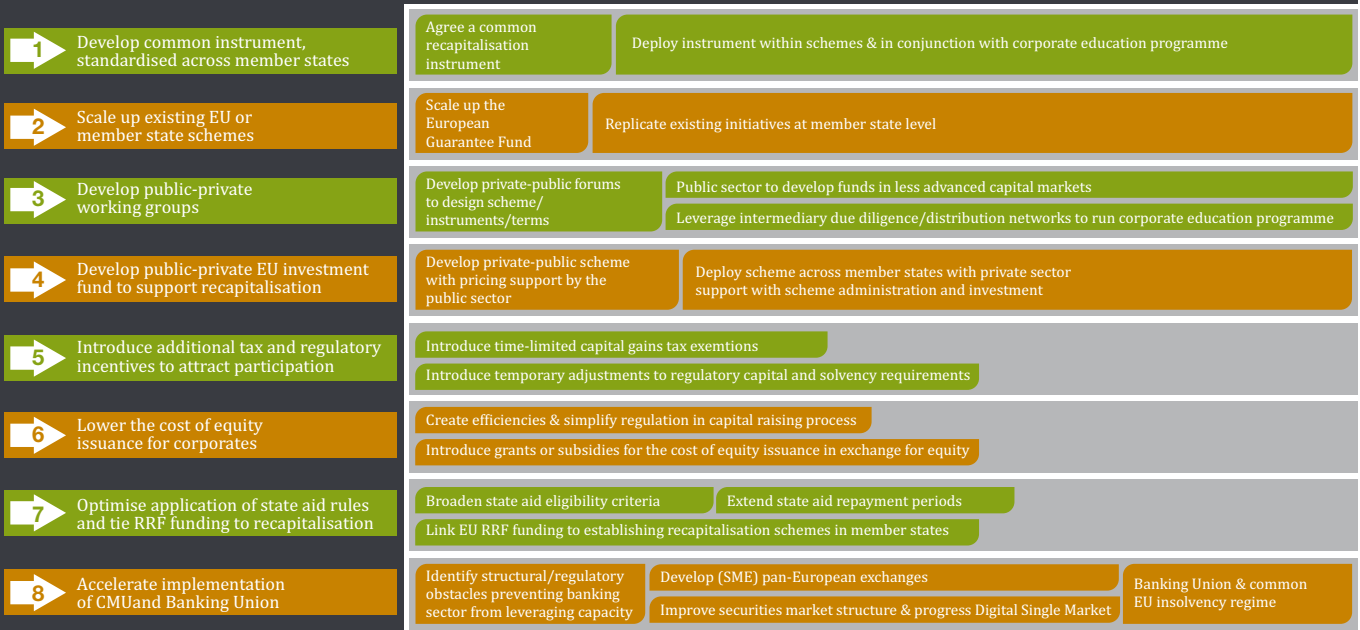 1
Develop common instrument,
standardised across member states
Agree a common
recapitalisation
instrument
Deploy instrument within schemes & in conjunction with corporate education programme
2
Scale up existing EU or
member state schemes
Scale up the
European
Guarantee Fund
Replicate existing initiatives at member state level
3
Develop public-private
working groups
Develop private-public forums
to design scheme/
instruments/terms
Public sector to develop funds in less advanced capital markets
Leverage intermediary due diligence/distribution networks to run corporate education programme
4
Develop public-private EU investment
fund to support recapitalisation
Develop private-public scheme
with pricing support by the
public sector
Deploy scheme across member states with private sector
support with scheme administration and investment
5
Introduce additional tax and regulatory
incentives to attract participation
Introduce time-limited capital gains tax exemtions
Introduce temporary adjustments to regulatory capital and solvency requirements
6
Lower the cost of equity
issuance for corporates
Create efficiencies & simplify regulation in capital raising process
Introduce grants or subsidies for the cost of equity issuance in exchange for equity
7
Optimise application of state aid rules
and tie RRF funding to recapitalisation
Broaden state aid eligibility criteria
Extend state aid repayment periods
Link EU RRF funding to establishing recapitalisation schemes in member states
8
Accelerate implementation
of CMUand Banking Union
Identify structural/regulatory
obstacles preventing banking
sector from leveraging capacity
Develop (SME) pan-European exchanges
Improve securities market structure & progress Digital Single Market
Banking Union & common
EU insolvency regime